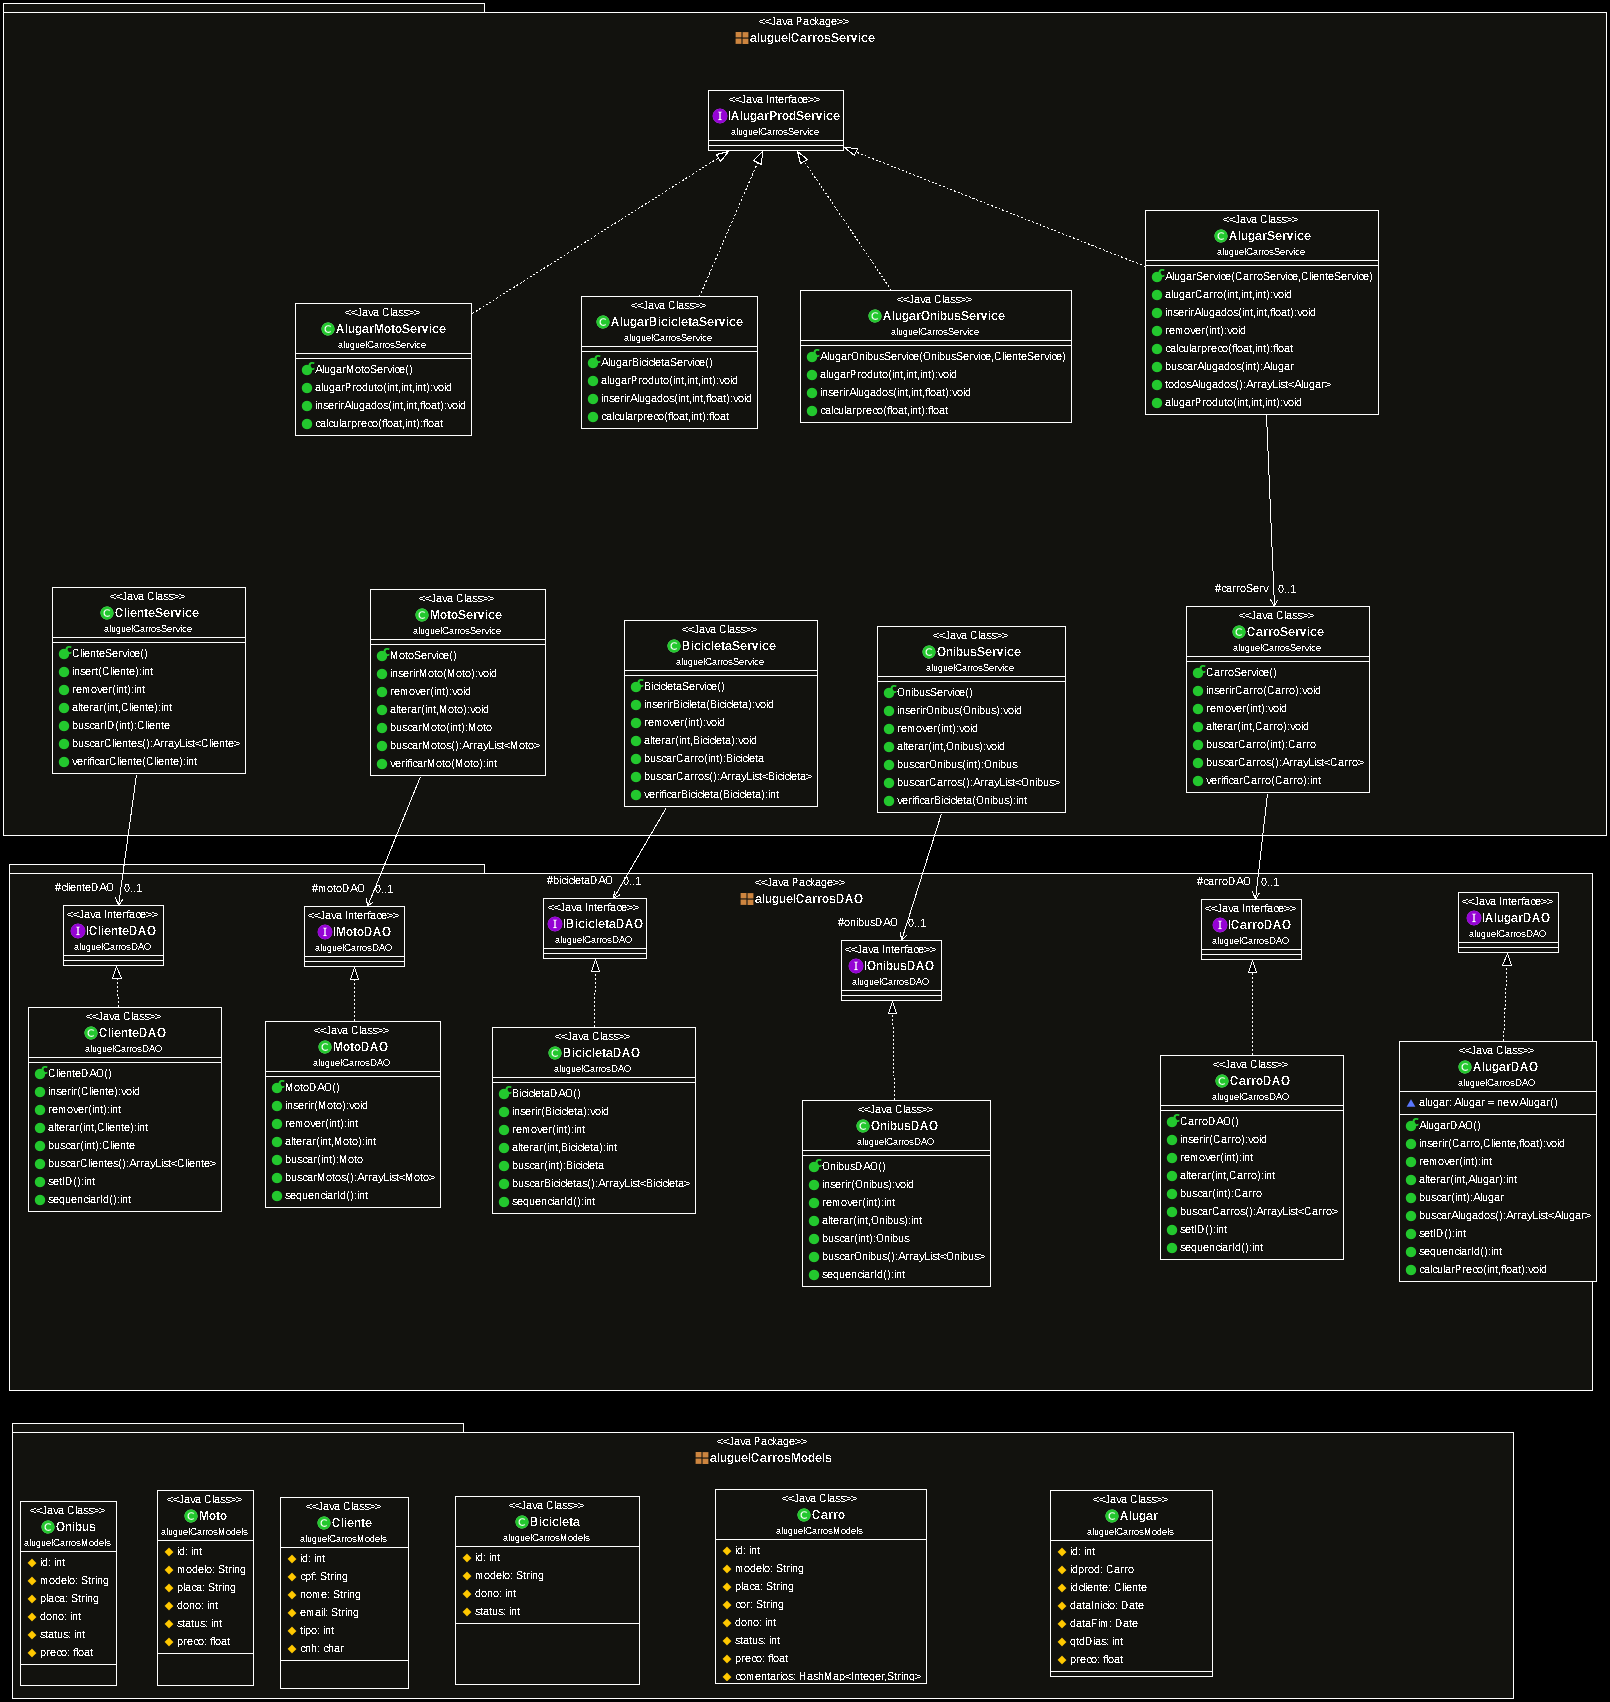 <<Java Package>>
aluguelCarrosService
<<Java Interface>>
IAlugarProdService
aluguelCarrosService
<<Java Class>>
AlugarService
aluguelCarrosService
AlugarService(CarroService,ClienteService)
alugarCarro(int,int,int):void
inserirAlugados(int,int,float):void
remover(int):void
calcularpreco(float,int):float
buscarAlugados(int):Alugar
todosAlugados():ArrayList<Alugar>
alugarProduto(int,int,int):void
<<Java Class>>
AlugarMotoService
aluguelCarrosService
AlugarMotoService()
alugarProduto(int,int,int):void
inserirAlugados(int,int,float):void
calcularpreco(float,int):float
<<Java Class>>
AlugarBicicletaService
aluguelCarrosService
AlugarBicicletaService()
alugarProduto(int,int,int):void
inserirAlugados(int,int,float):void
calcularpreco(float,int):float
<<Java Class>>
AlugarOnibusService
aluguelCarrosService
AlugarOnibusService(OnibusService,ClienteService)
alugarProduto(int,int,int):void
inserirAlugados(int,int,float):void
calcularpreco(float,int):float
#carroServ 0..1
<<Java Class>>
ClienteService
aluguelCarrosService
ClienteService()
insert(Cliente):int
remover(int):int
alterar(int,Cliente):int
buscarID(int):Cliente
buscarClientes():ArrayList<Cliente>
verificarCliente(Cliente):int
<<Java Class>>
MotoService
aluguelCarrosService
MotoService()
inserirMoto(Moto):void
remover(int):void
alterar(int,Moto):void
buscarMoto(int):Moto
buscarMotos():ArrayList<Moto>
verificarMoto(Moto):int
<<Java Class>>
BicicletaService
aluguelCarrosService
BicicletaService()
inserirBicleta(Bicicleta):void
remover(int):void
alterar(int,Bicicleta):void
buscarCarro(int):Bicicleta
buscarCarros():ArrayList<Bicicleta>
verificarBicicleta(Bicicleta):int
<<Java Class>>
OnibusService
aluguelCarrosService
OnibusService()
inserirOnibus(Onibus):void
remover(int):void
alterar(int,Onibus):void
buscarOnibus(int):Onibus
buscarCarros():ArrayList<Onibus>
verificarBicicleta(Onibus):int
<<Java Class>>
CarroService
aluguelCarrosService
CarroService()
inserirCarro(Carro):void
remover(int):void
alterar(int,Carro):void
buscarCarro(int):Carro
buscarCarros():ArrayList<Carro>
verificarCarro(Carro):int
<<Java Package>>
aluguelCarrosDAO
#clienteDAO 0..1
#motoDAO 0..1
#bicicletaDAO 0..1
#onibusDAO 0..1
#carroDAO 0..1
<<Java Interface>>
IClienteDAO
aluguelCarrosDAO
<<Java Interface>>
IMotoDAO
aluguelCarrosDAO
<<Java Interface>>
IBicicletaDAO
aluguelCarrosDAO
<<Java Interface>>
IOnibusDAO
aluguelCarrosDAO
<<Java Interface>>
ICarroDAO
aluguelCarrosDAO
<<Java Interface>>
IAlugarDAO
aluguelCarrosDAO
<<Java Class>>
ClienteDAO
aluguelCarrosDAO
ClienteDAO()
inserir(Cliente):void
remover(int):int
alterar(int,Cliente):int
buscar(int):Cliente
buscarClientes():ArrayList<Cliente>
setID():int
sequenciarId():int
<<Java Class>>
MotoDAO
aluguelCarrosDAO
MotoDAO()
inserir(Moto):void
remover(int):int
alterar(int,Moto):int
buscar(int):Moto
buscarMotos():ArrayList<Moto>
sequenciarId():int
<<Java Class>>
BicicletaDAO
aluguelCarrosDAO
BicicletaDAO()
inserir(Bicicleta):void
remover(int):int
alterar(int,Bicicleta):int
buscar(int):Bicicleta
buscarBicicletas():ArrayList<Bicicleta>
sequenciarId():int
<<Java Class>>
OnibusDAO
aluguelCarrosDAO
OnibusDAO()
inserir(Onibus):void
remover(int):int
alterar(int,Onibus):int
buscar(int):Onibus
buscarOnibus():ArrayList<Onibus>
sequenciarId():int
<<Java Class>>
CarroDAO
aluguelCarrosDAO
CarroDAO()
inserir(Carro):void
remover(int):int
alterar(int,Carro):int
buscar(int):Carro
buscarCarros():ArrayList<Carro>
setID():int
sequenciarId():int
<<Java Class>>
AlugarDAO
aluguelCarrosDAO
alugar: Alugar = new Alugar()
AlugarDAO()
inserir(Carro,Cliente,float):void
remover(int):int
alterar(int,Alugar):int
buscar(int):Alugar
buscarAlugados():ArrayList<Alugar>
setID():int
sequenciarId():int
calcularPreco(int,float):void
<<Java Package>>
aluguelCarrosModels
<<Java Class>>
Onibus
aluguelCarrosModels
id: int
modelo: String
placa: String
dono: int
status: int
preco: float
<<Java Class>>
Moto
aluguelCarrosModels
id: int
modelo: String
placa: String
dono: int
status: int
preco: float
<<Java Class>>
Cliente
aluguelCarrosModels
id: int
cpf: String
nome: String
email: String
tipo: int
cnh: char
<<Java Class>>
Bicicleta
aluguelCarrosModels
id: int
modelo: String
dono: int
status: int
<<Java Class>>
Carro
aluguelCarrosModels
id: int
modelo: String
placa: String
cor: String
dono: int
status: int
preco: float
comentarios: HashMap<Integer,String>
<<Java Class>>
Alugar
aluguelCarrosModels
id: int
idprod: Carro
idcliente: Cliente
dataInicio: Date
dataFim: Date
qtdDias: int
preco: float